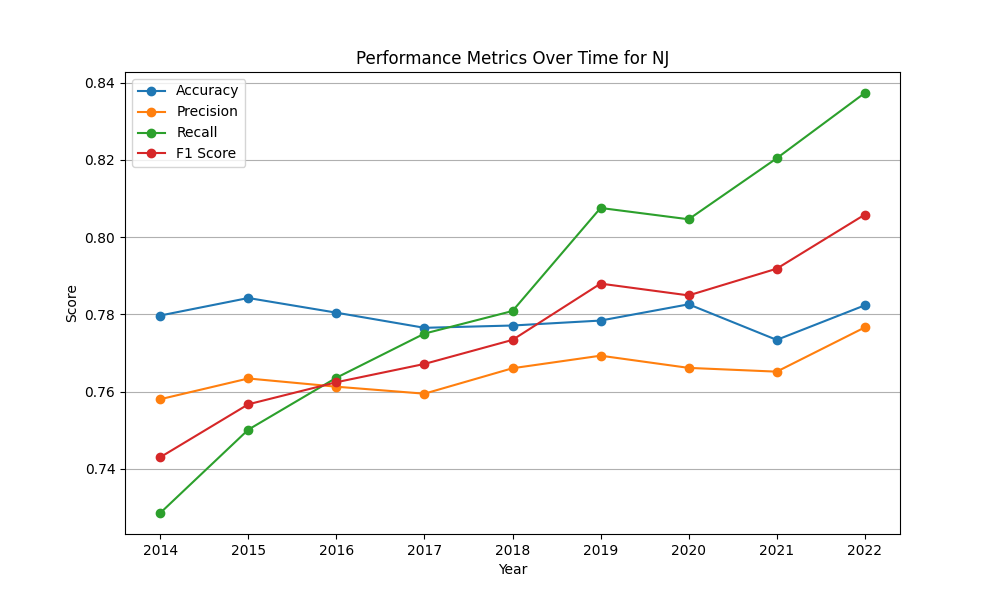 Performance Metrics Over Time for NJ
Accuracy
Precision
Recall
F1 Score
0.84
0.82
0.80
0.78
0.76
0.74
Score
2014 2015 2016 2017 2018 2019 2020 2021 2022
Year